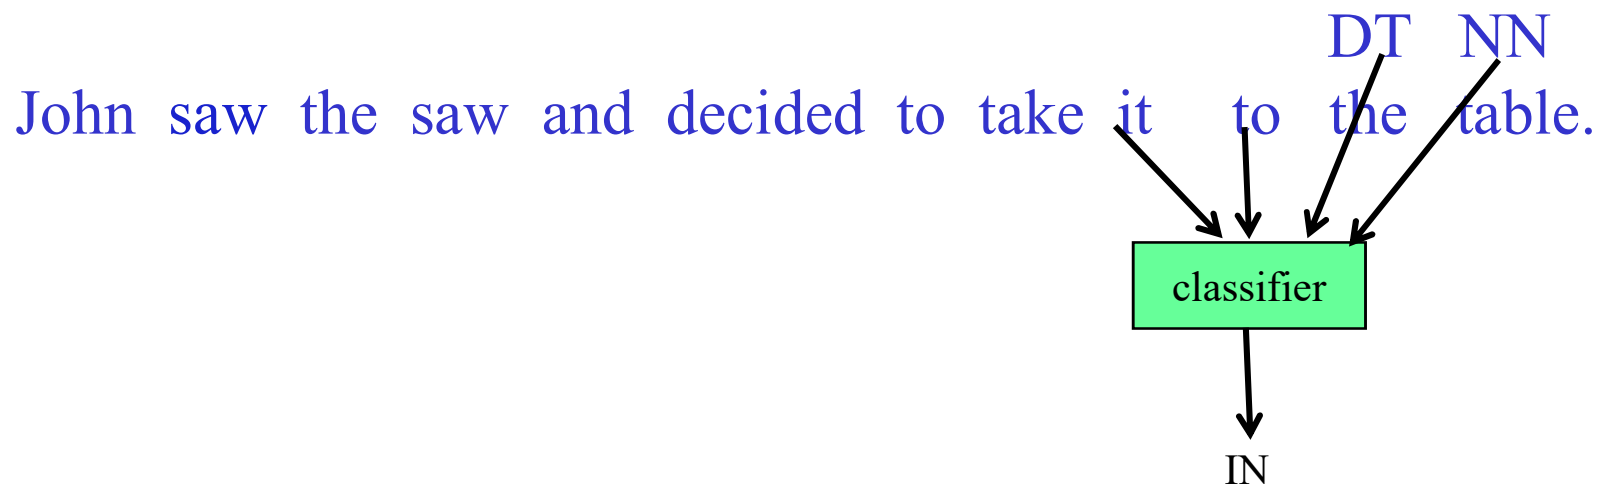 DT NN
John saw the saw and decided to take it to the table.
classifier
IN